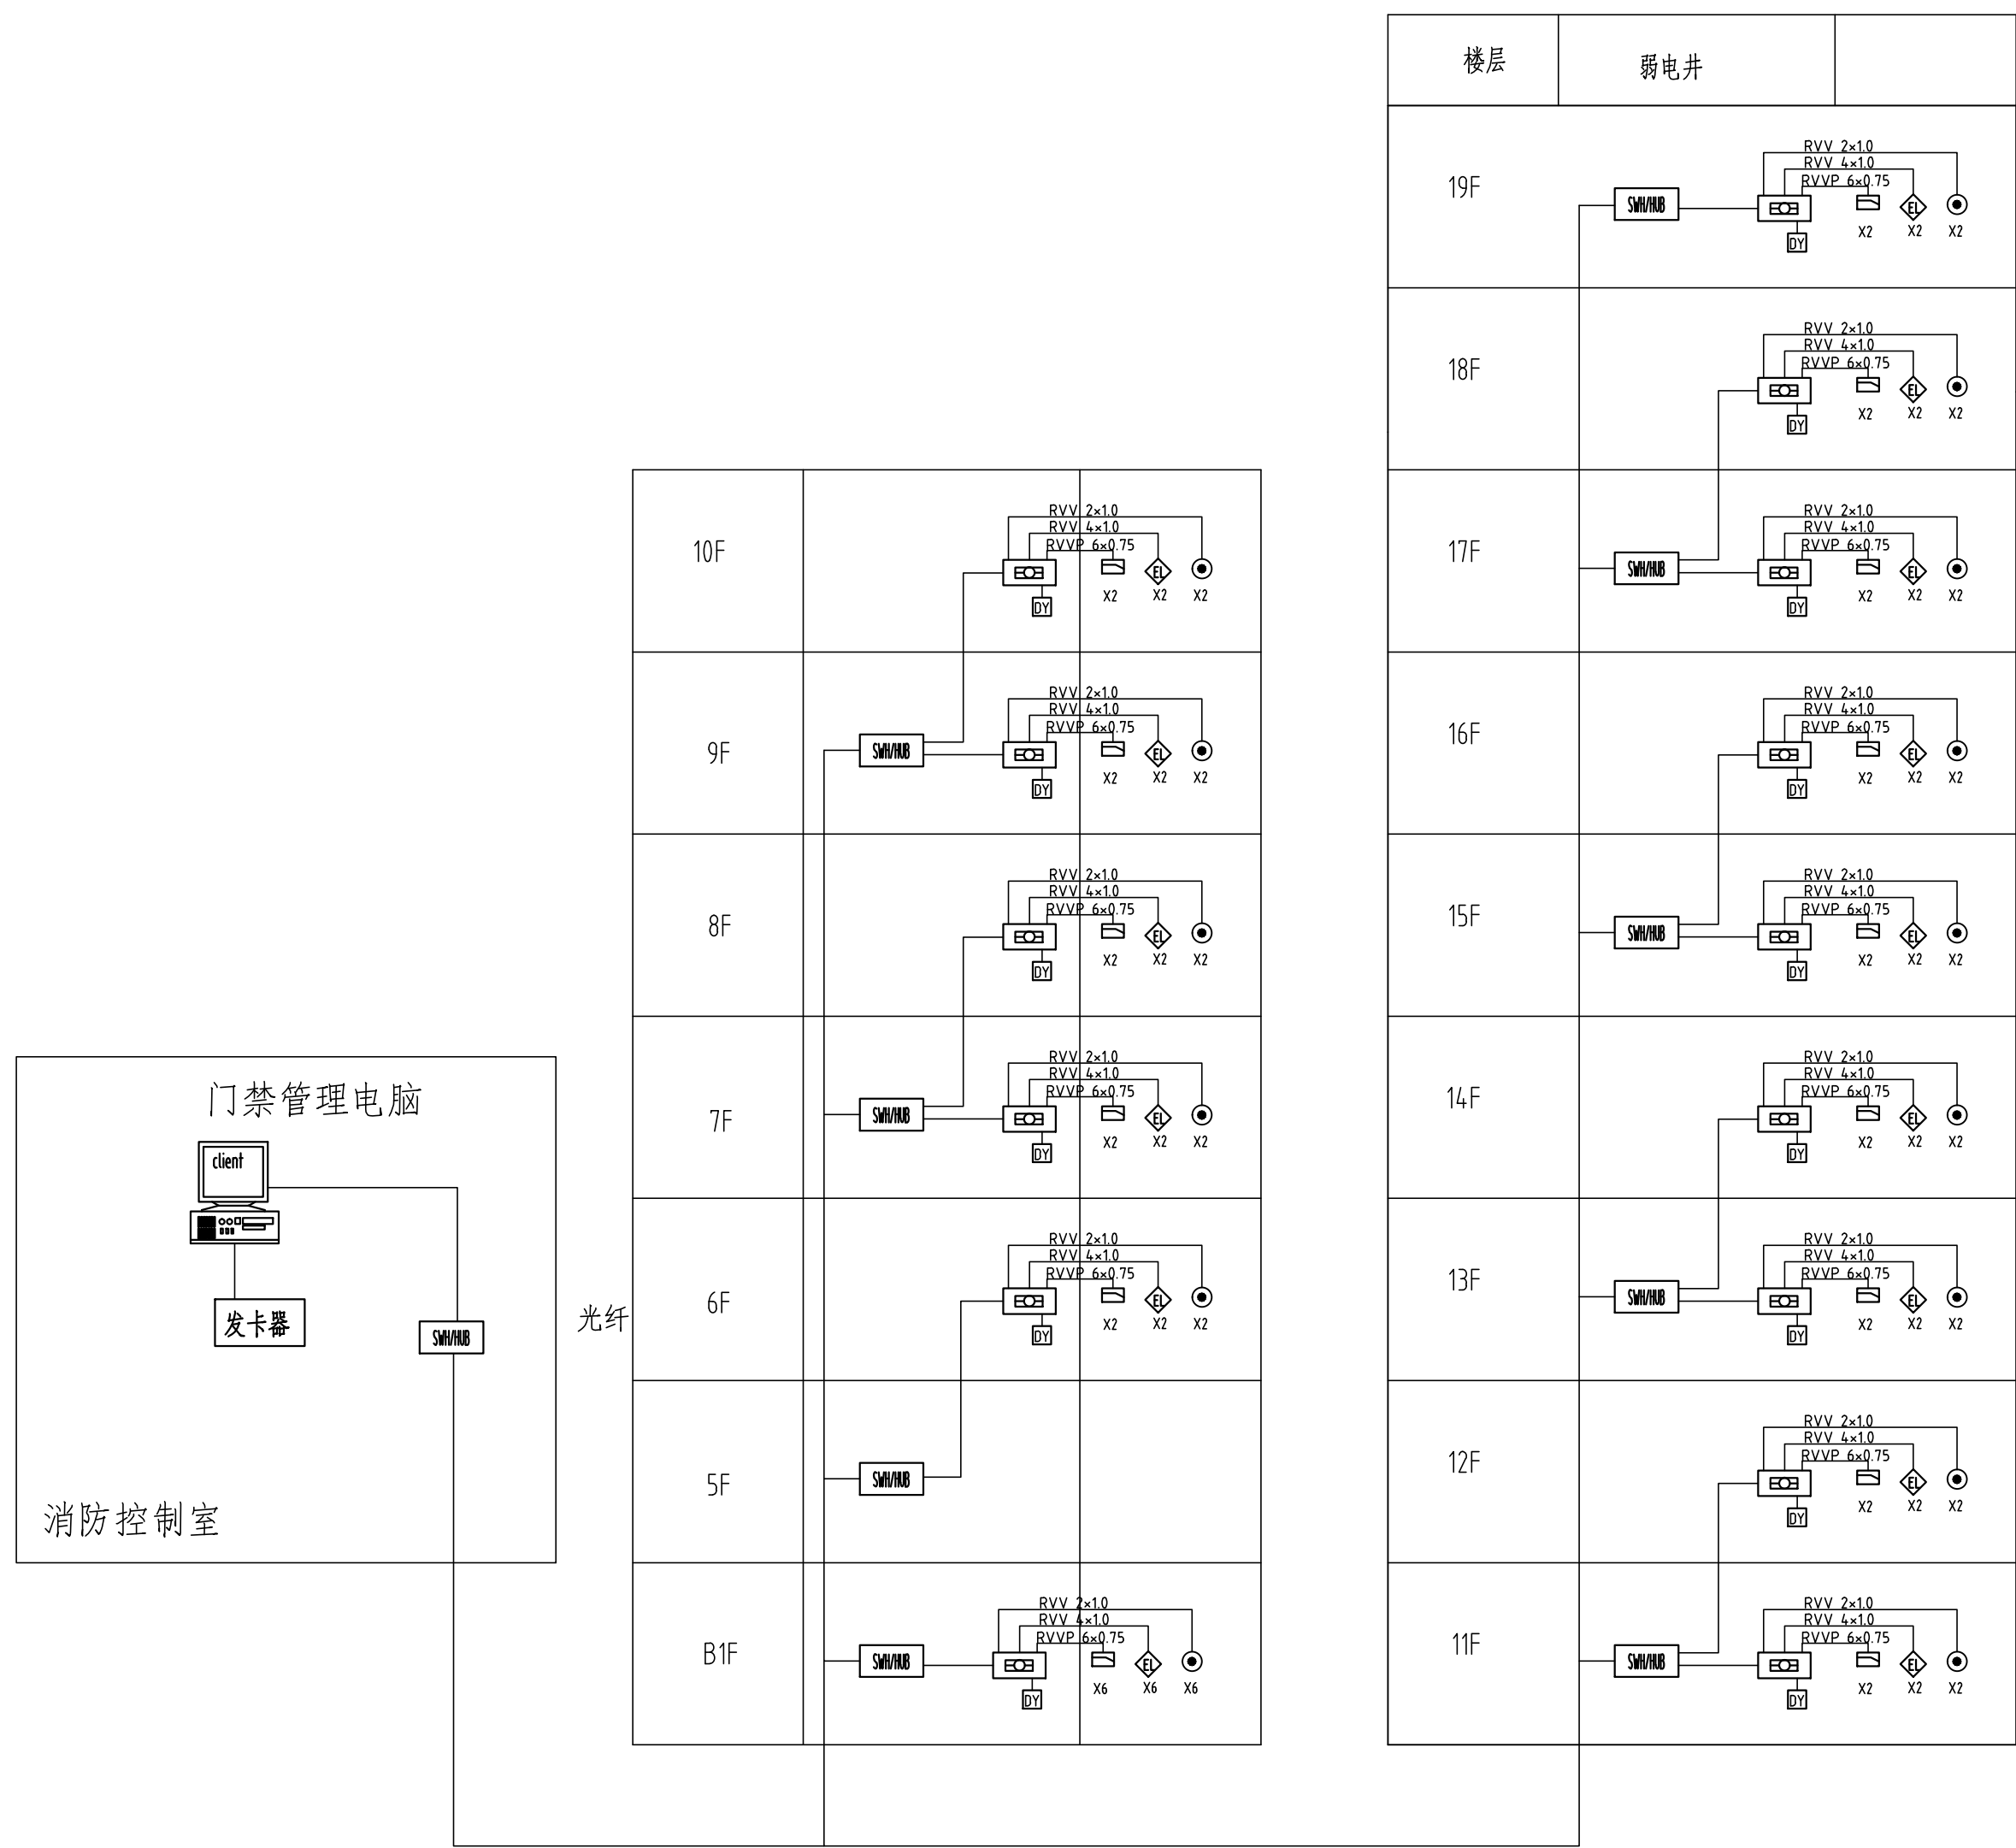 楼层 弱电井
19F
SWH/HUB
RVV 2×1.0
RVV 4×1.0
RVVP 6×0.75
EL
DY
X2 X2 X2
18F
RVV 2×1.0
RVV 4×1.0
RVVP 6×0.75
EL
DY
X2 X2 X2
17F
SWH/HUB
RVV 2×1.0
RVV 4×1.0
RVVP 6×0.75
EL
DY
X2 X2 X2
16F
RVV 2×1.0
RVV 4×1.0
RVVP 6×0.75
EL
DY
X2 X2 X2
15F
SWH/HUB
RVV 2×1.0
RVV 4×1.0
RVVP 6×0.75
EL
DY
X2 X2 X2
14F
RVV 2×1.0
RVV 4×1.0
RVVP 6×0.75
EL
DY
X2 X2 X2
13F
SWH/HUB
RVV 2×1.0
RVV 4×1.0
RVVP 6×0.75
EL
DY
X2 X2 X2
12F
RVV 2×1.0
RVV 4×1.0
RVVP 6×0.75
EL
DY
X2 X2 X2
11F
SWH/HUB
RVV 2×1.0
RVV 4×1.0
RVVP 6×0.75
EL
DY
X2 X2 X2
10F
RVV 2×1.0
RVV 4×1.0
RVVP 6×0.75
EL
DY
X2 X2 X2
9F
SWH/HUB
RVV 2×1.0
RVV 4×1.0
RVVP 6×0.75
EL
DY
X2 X2 X2
8F
RVV 2×1.0
RVV 4×1.0
RVVP 6×0.75
EL
DY
X2 X2 X2
7F
SWH/HUB
RVV 2×1.0
RVV 4×1.0
RVVP 6×0.75
EL
DY
X2 X2 X2
6F
RVV 2×1.0
RVV 4×1.0
RVVP 6×0.75
EL
DY
X2 X2 X2
5F
SWH/HUB
B1F
SWH/HUB
RVV 2×1.0
RVV 4×1.0
RVVP 6×0.75
EL
DY
X6 X6 X6
光纤
门禁管理电脑
client
发卡器
SWH/HUB
消防控制室